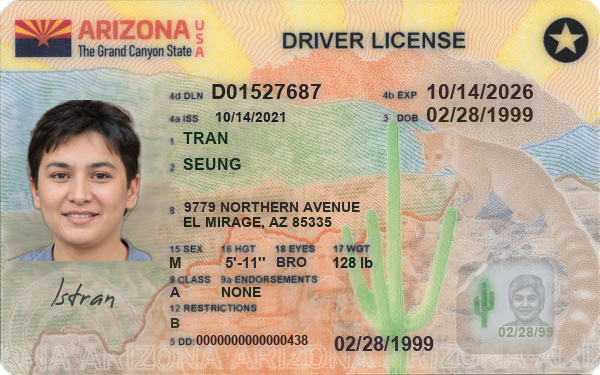 ARIZONA USA
The Grand Canyon State
DRIVER LICENSE
4d DLN D01527687
4b EXP 10/14/2026
4a ISS 10/14/2021
3 DOB 02/28/1999
1 TRAN
2 SEUNG
8 9779 NORTHERN AVENUE
EL MIRAGE, AZ 85335
15 SEX 16 HGT 18 EYES 17 WGT
M 5'-11" BRO 128 lb
9 CLASS 9a ENDORSEMENTS
A NONE
12 RESTRICTIONS
B
Istran
5 DD: 0000000000000438
02/28/1999
02/28/99
ARIZONA ARIZONA ARIZONA ARIZONA